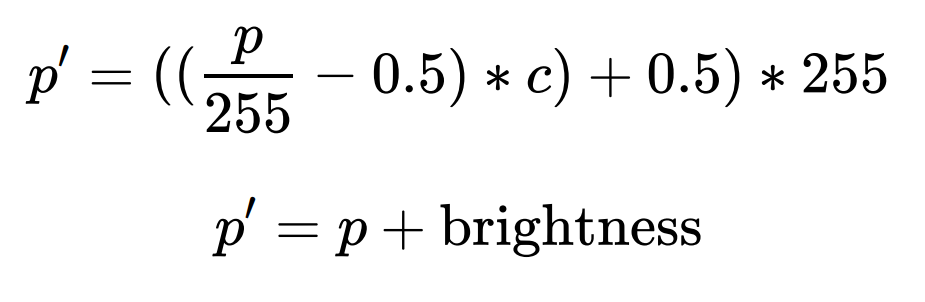 p′ = ((p/255 − 0.5) * c) + 0.5) * 255
p′ = p + brightness